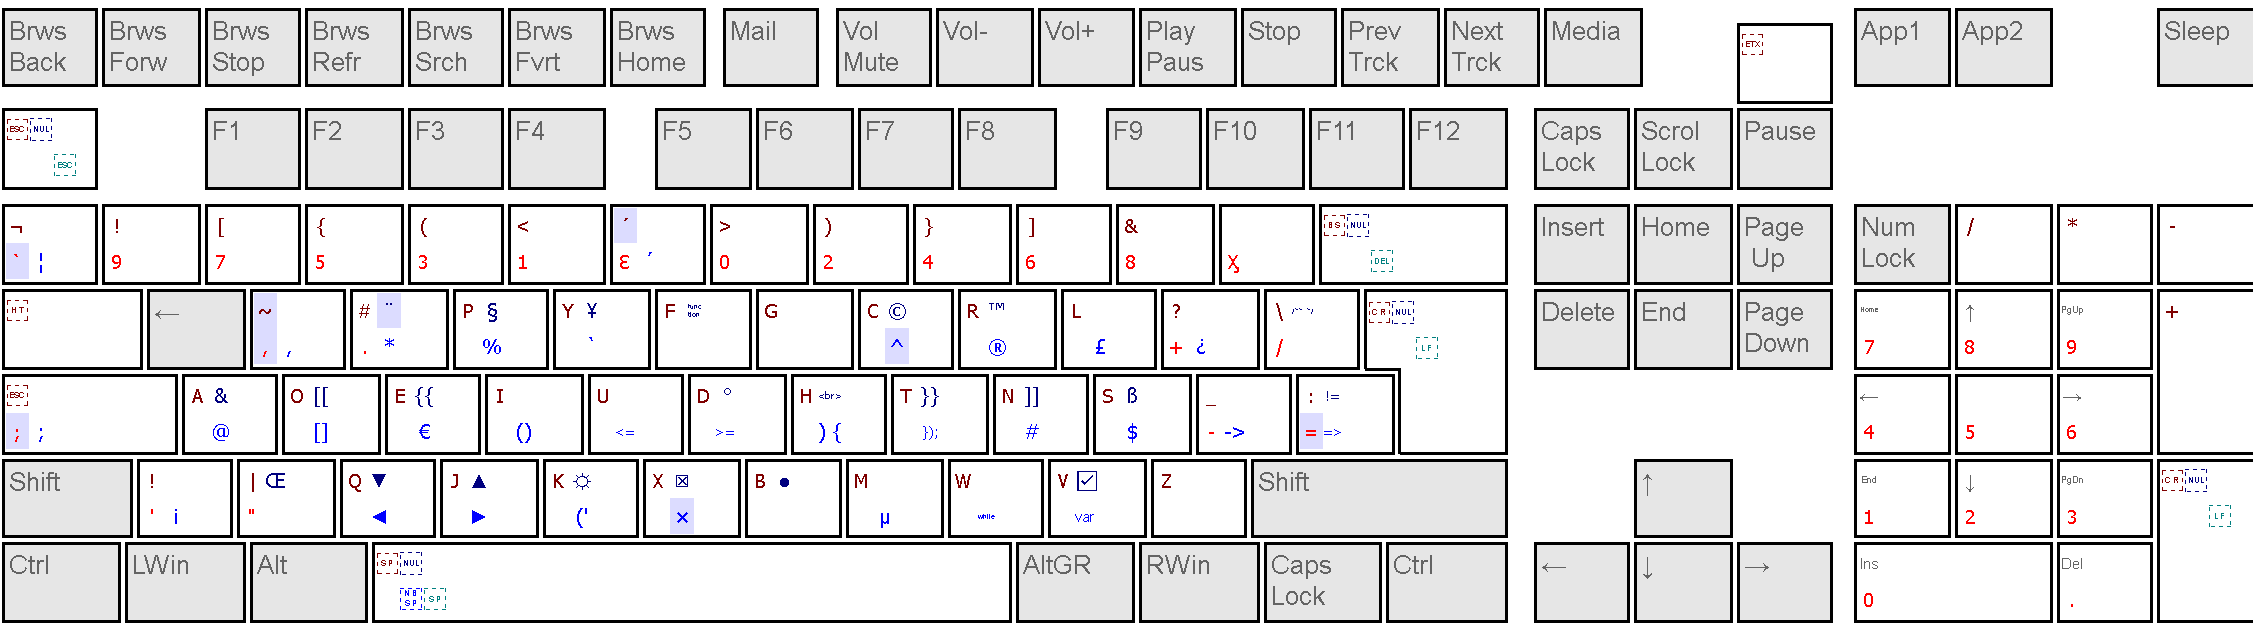 Brws Brws Brws Brws Brws Brws Brws Mail Vol Vol- Vol+ Play Stop Prev Next Media App1 App2 Sleep
Back Forw Stop Refr Srch Fvrt Home Mute Paus Trck Trck ETX
ESC NUL F1 F2 F3 F4 F5 F6 F7 F8 F9 F10 F11 F12 Caps Scrol Pause
ESC Lock Lock
¬ ! [ { ( < ´ > ) } ] & BS NUL Insert Home Page Num / * -
` ¦ 9 7 5 3 1 Ɛ ´ 0 2 4 6 8 Ӽ DEL Up Lock
HT ← ~ # ¨ P § Y ¥ F func tion G C © R ™ L ? \ /~~ ~/ CR NUL Delete End Page Home ↑ PgUp +
, , . * % ` ^ ® £ + ¿ / LF Down 7 8 9
ESC A & O [[ E {{ I U D ° H <br> T }} N ]] S ß _ : != ← →
; ; @ [] € () <= >= ) { }); # $ - -> = => 4 5 6
Shift ! | Œ Q ▼ J ▲ K ☼ X ☒ B ● M W V ☑ Z Shift ↑ End ↓ PgDn CR NUL
' ¡ " ◄ ► (' × µ while var 1 2 3 LF
Ctrl LWin Alt SP NUL AltGR RWin Caps Ctrl ← ↓ → Ins Del
NB SP SP Lock 0 .